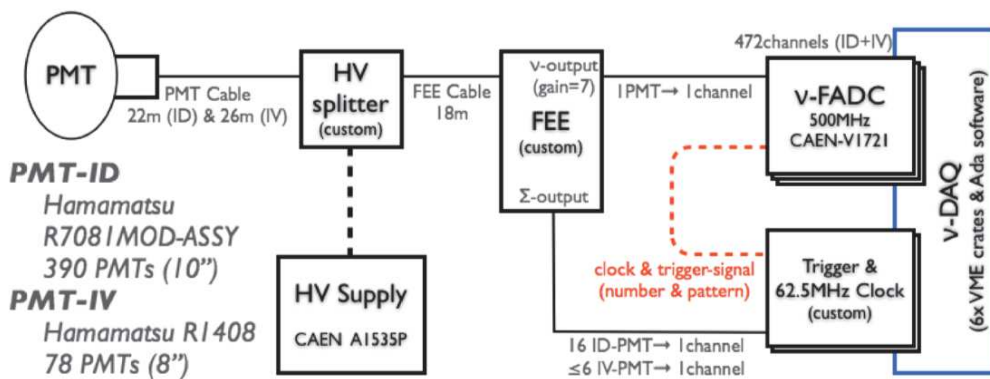 PMT
PMT Cable
22m (ID) & 26m (IV)
HV
splitter
(custom)
FEE Cable
18m
ν-output
(gain=7)
FEE
(custom)
Σ-output
472channels (ID+IV)
1PMT→ 1channel
ν-FADC
500MHz
CAEN-V1721
ν-DAQ
(6x VME crates & Ada software)
PMT-ID
Hamamatsu
R7081MOD-ASSY
390 PMTs (10”)
PMT-IV
Hamamatsu R1408
78 PMTs (8”)
HV Supply
CAEN A1535P
clock & trigger-signal
(number & pattern)
Trigger &
62.5MHz Clock
(custom)
16 ID-PMT→ 1channel
≤6 IV-PMT→ 1channel